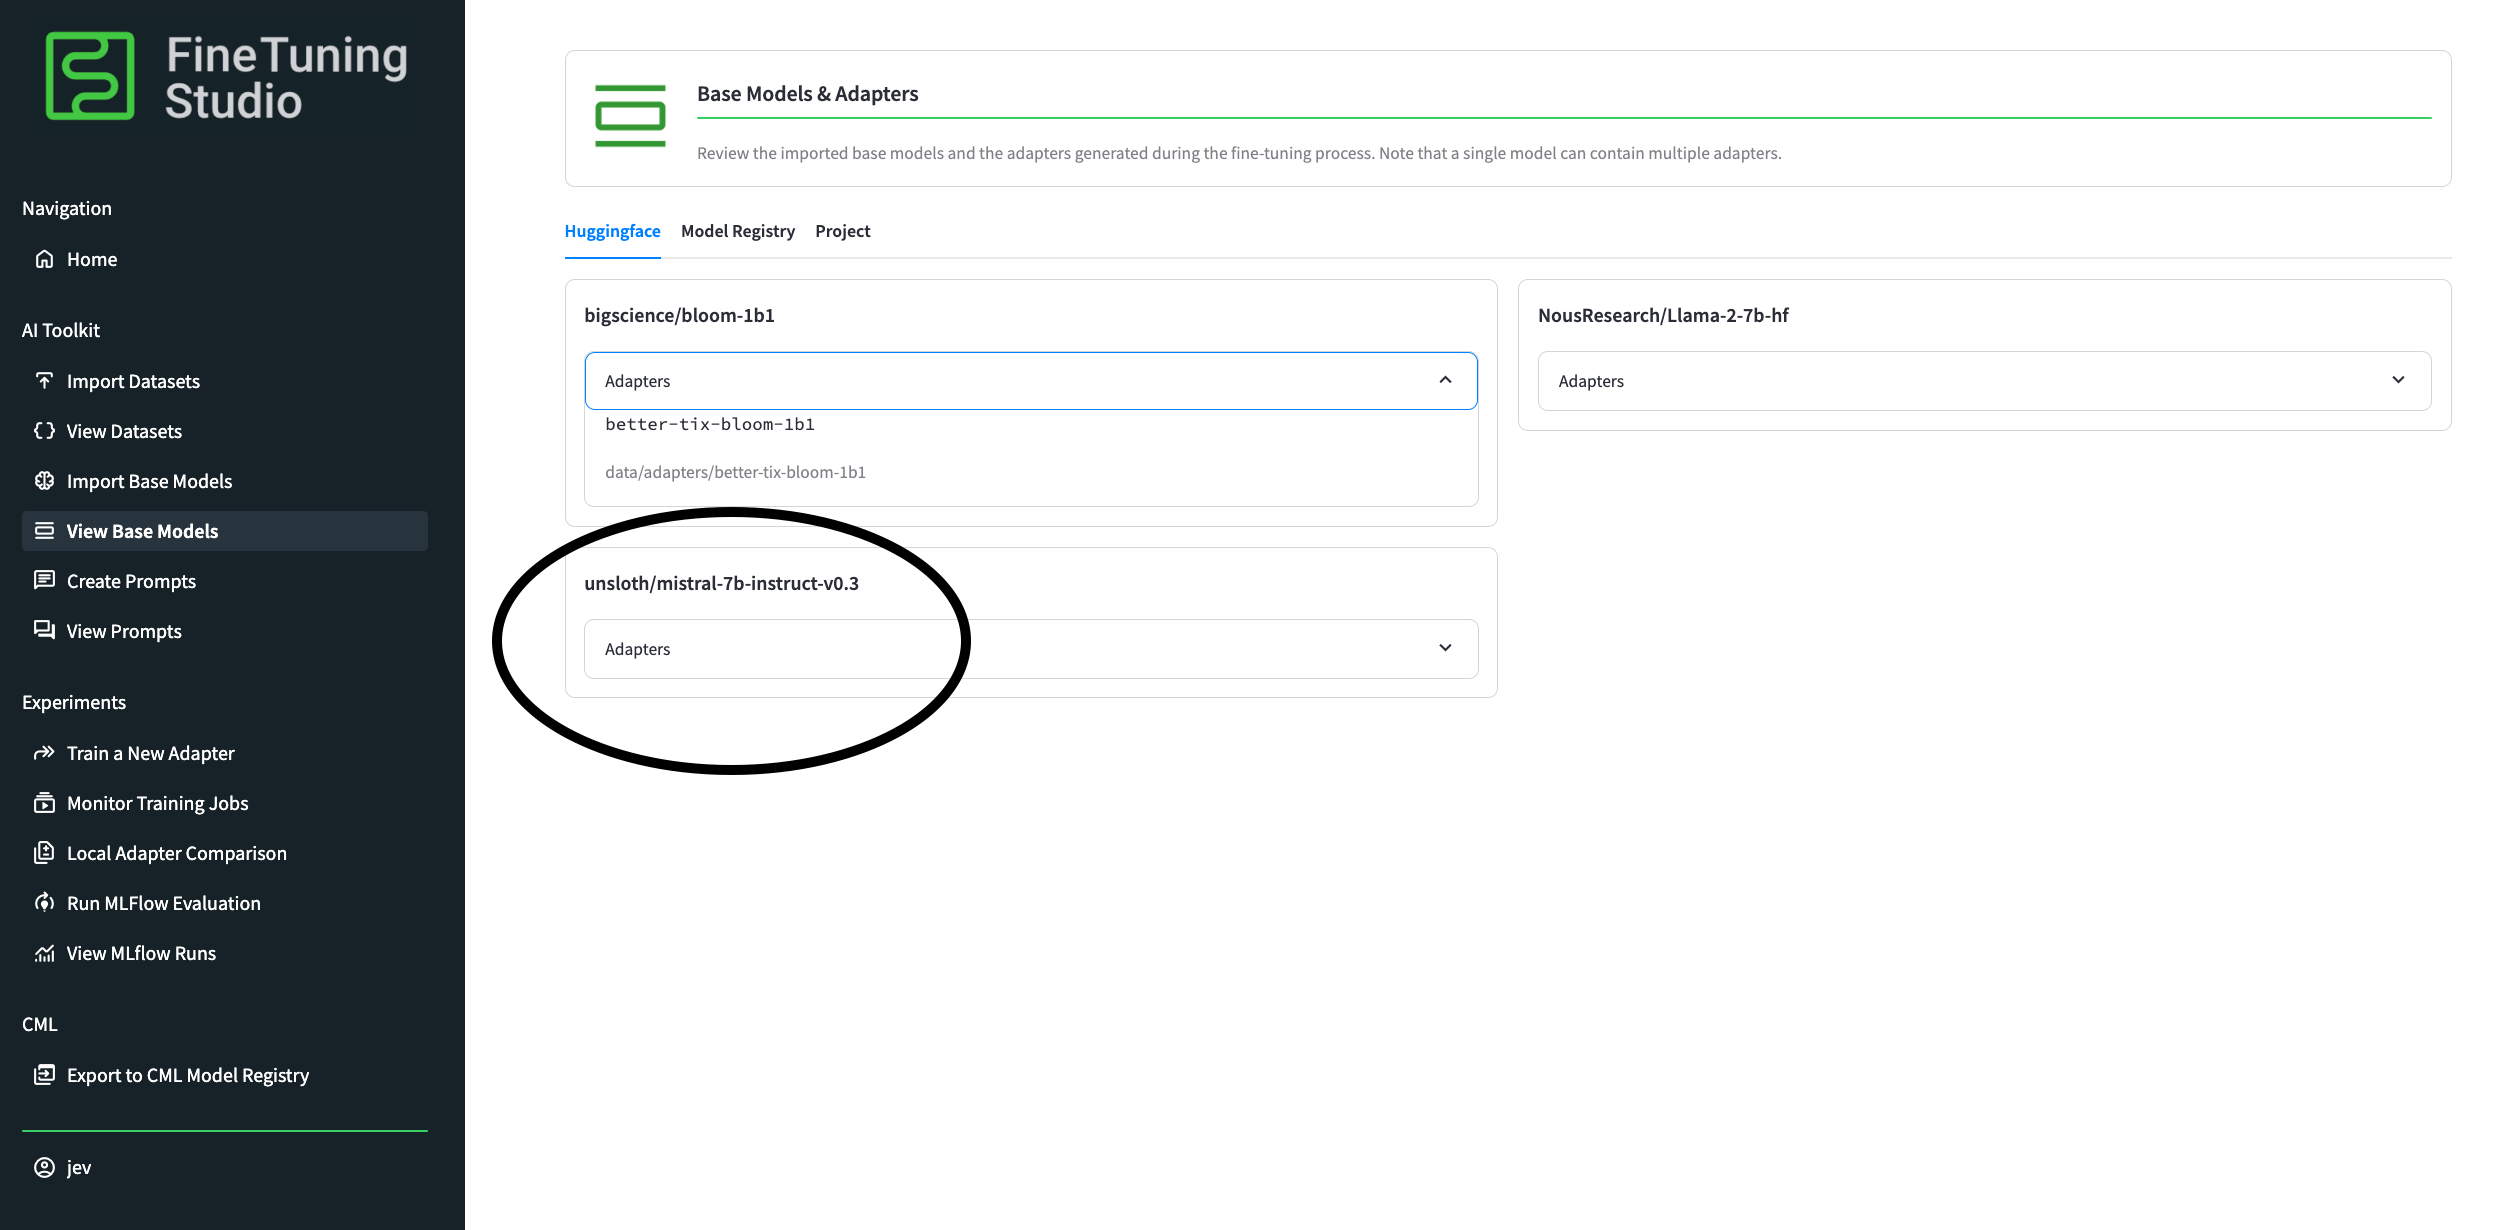 FineTuning
Studio
Navigation
Home
AI Toolkit
Import Datasets
View Datasets
Import Base Models
View Base Models
Create Prompts
View Prompts
Experiments
Train a New Adapter
Monitor Training Jobs
Local Adapter Comparison
Run MLFlow Evaluation
View MLflow Runs
CML
Export to CML Model Registry
jev
Base Models & Adapters
Review the imported base models and the adapters generated during the fine-tuning process. Note that a single model can contain multiple adapters.
Huggingface Model Registry Project
bigscience/bloom-1b1
Adapters
better-tix-bloom-1b1
data/adapters/better-tix-bloom-1b1
NousResearch/Llama-2-7b-hf
Adapters
unsloth/mistral-7b-instruct-v0.3
Adapters